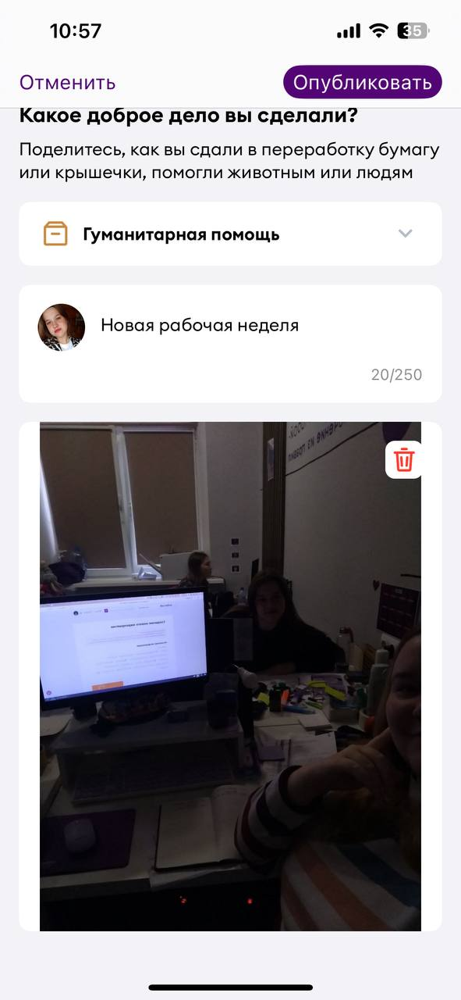 10:57
35
Отменить
Опубликовать
Какое доброе дело вы сделали?
Поделитесь, как вы сдали в переработку бумагу
или крышечки, помогли животным или людям
Гуманитарная помощь
Новая рабочая неделя
20/250